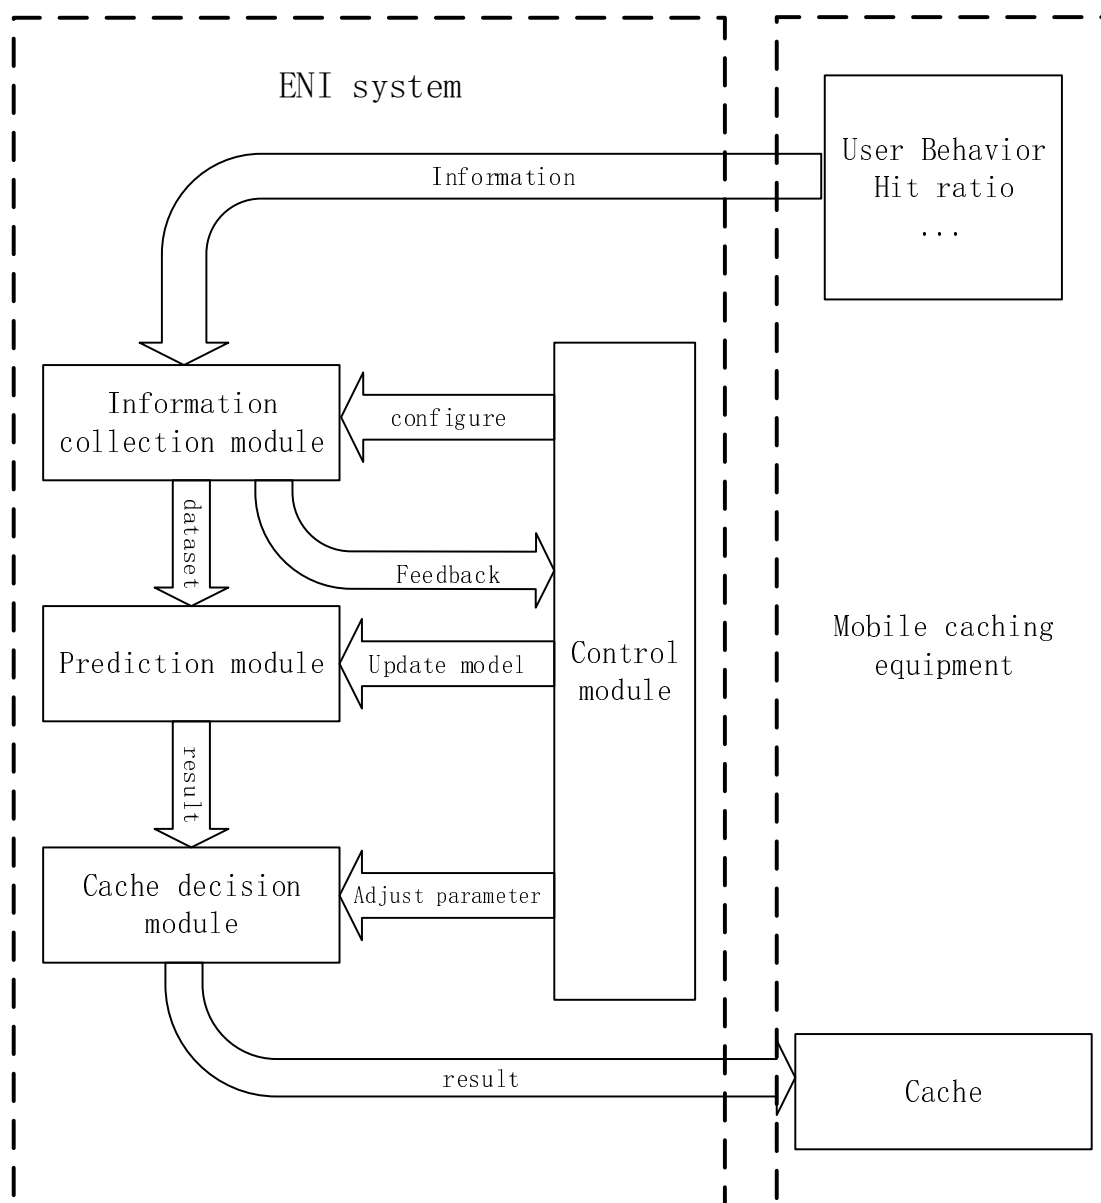 ENI system
User Behavior
Hit ratio
...
Information
Information
collection module
configure
dataset
Feedback
Prediction module
Update model
Control
module
Mobile caching
equipment
result
Cache decision
module
Adjust parameter
result
Cache